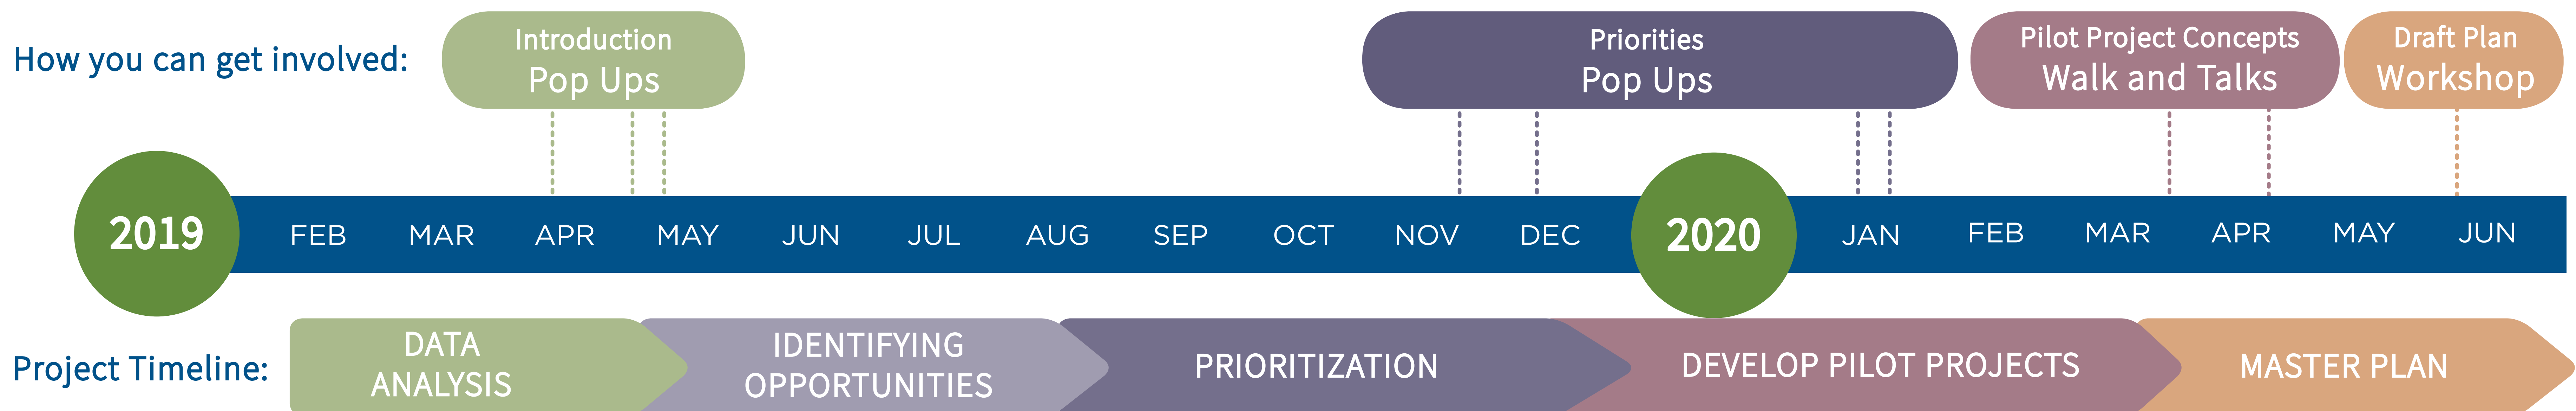 How you can get involved:
Introduction
Pop Ups
Priorities
Pop Ups
Pilot Project Concepts
Walk and Talks
Draft Plan
Workshop
2019 FEB MAR APR MAY JUN JUL AUG SEP OCT NOV DEC 2020 JAN FEB MAR APR MAY JUN
Project Timeline:
DATA
ANALYSIS
IDENTIFYING
OPPORTUNITIES
PRIORITIZATION
DEVELOP PILOT PROJECTS
MASTER PLAN